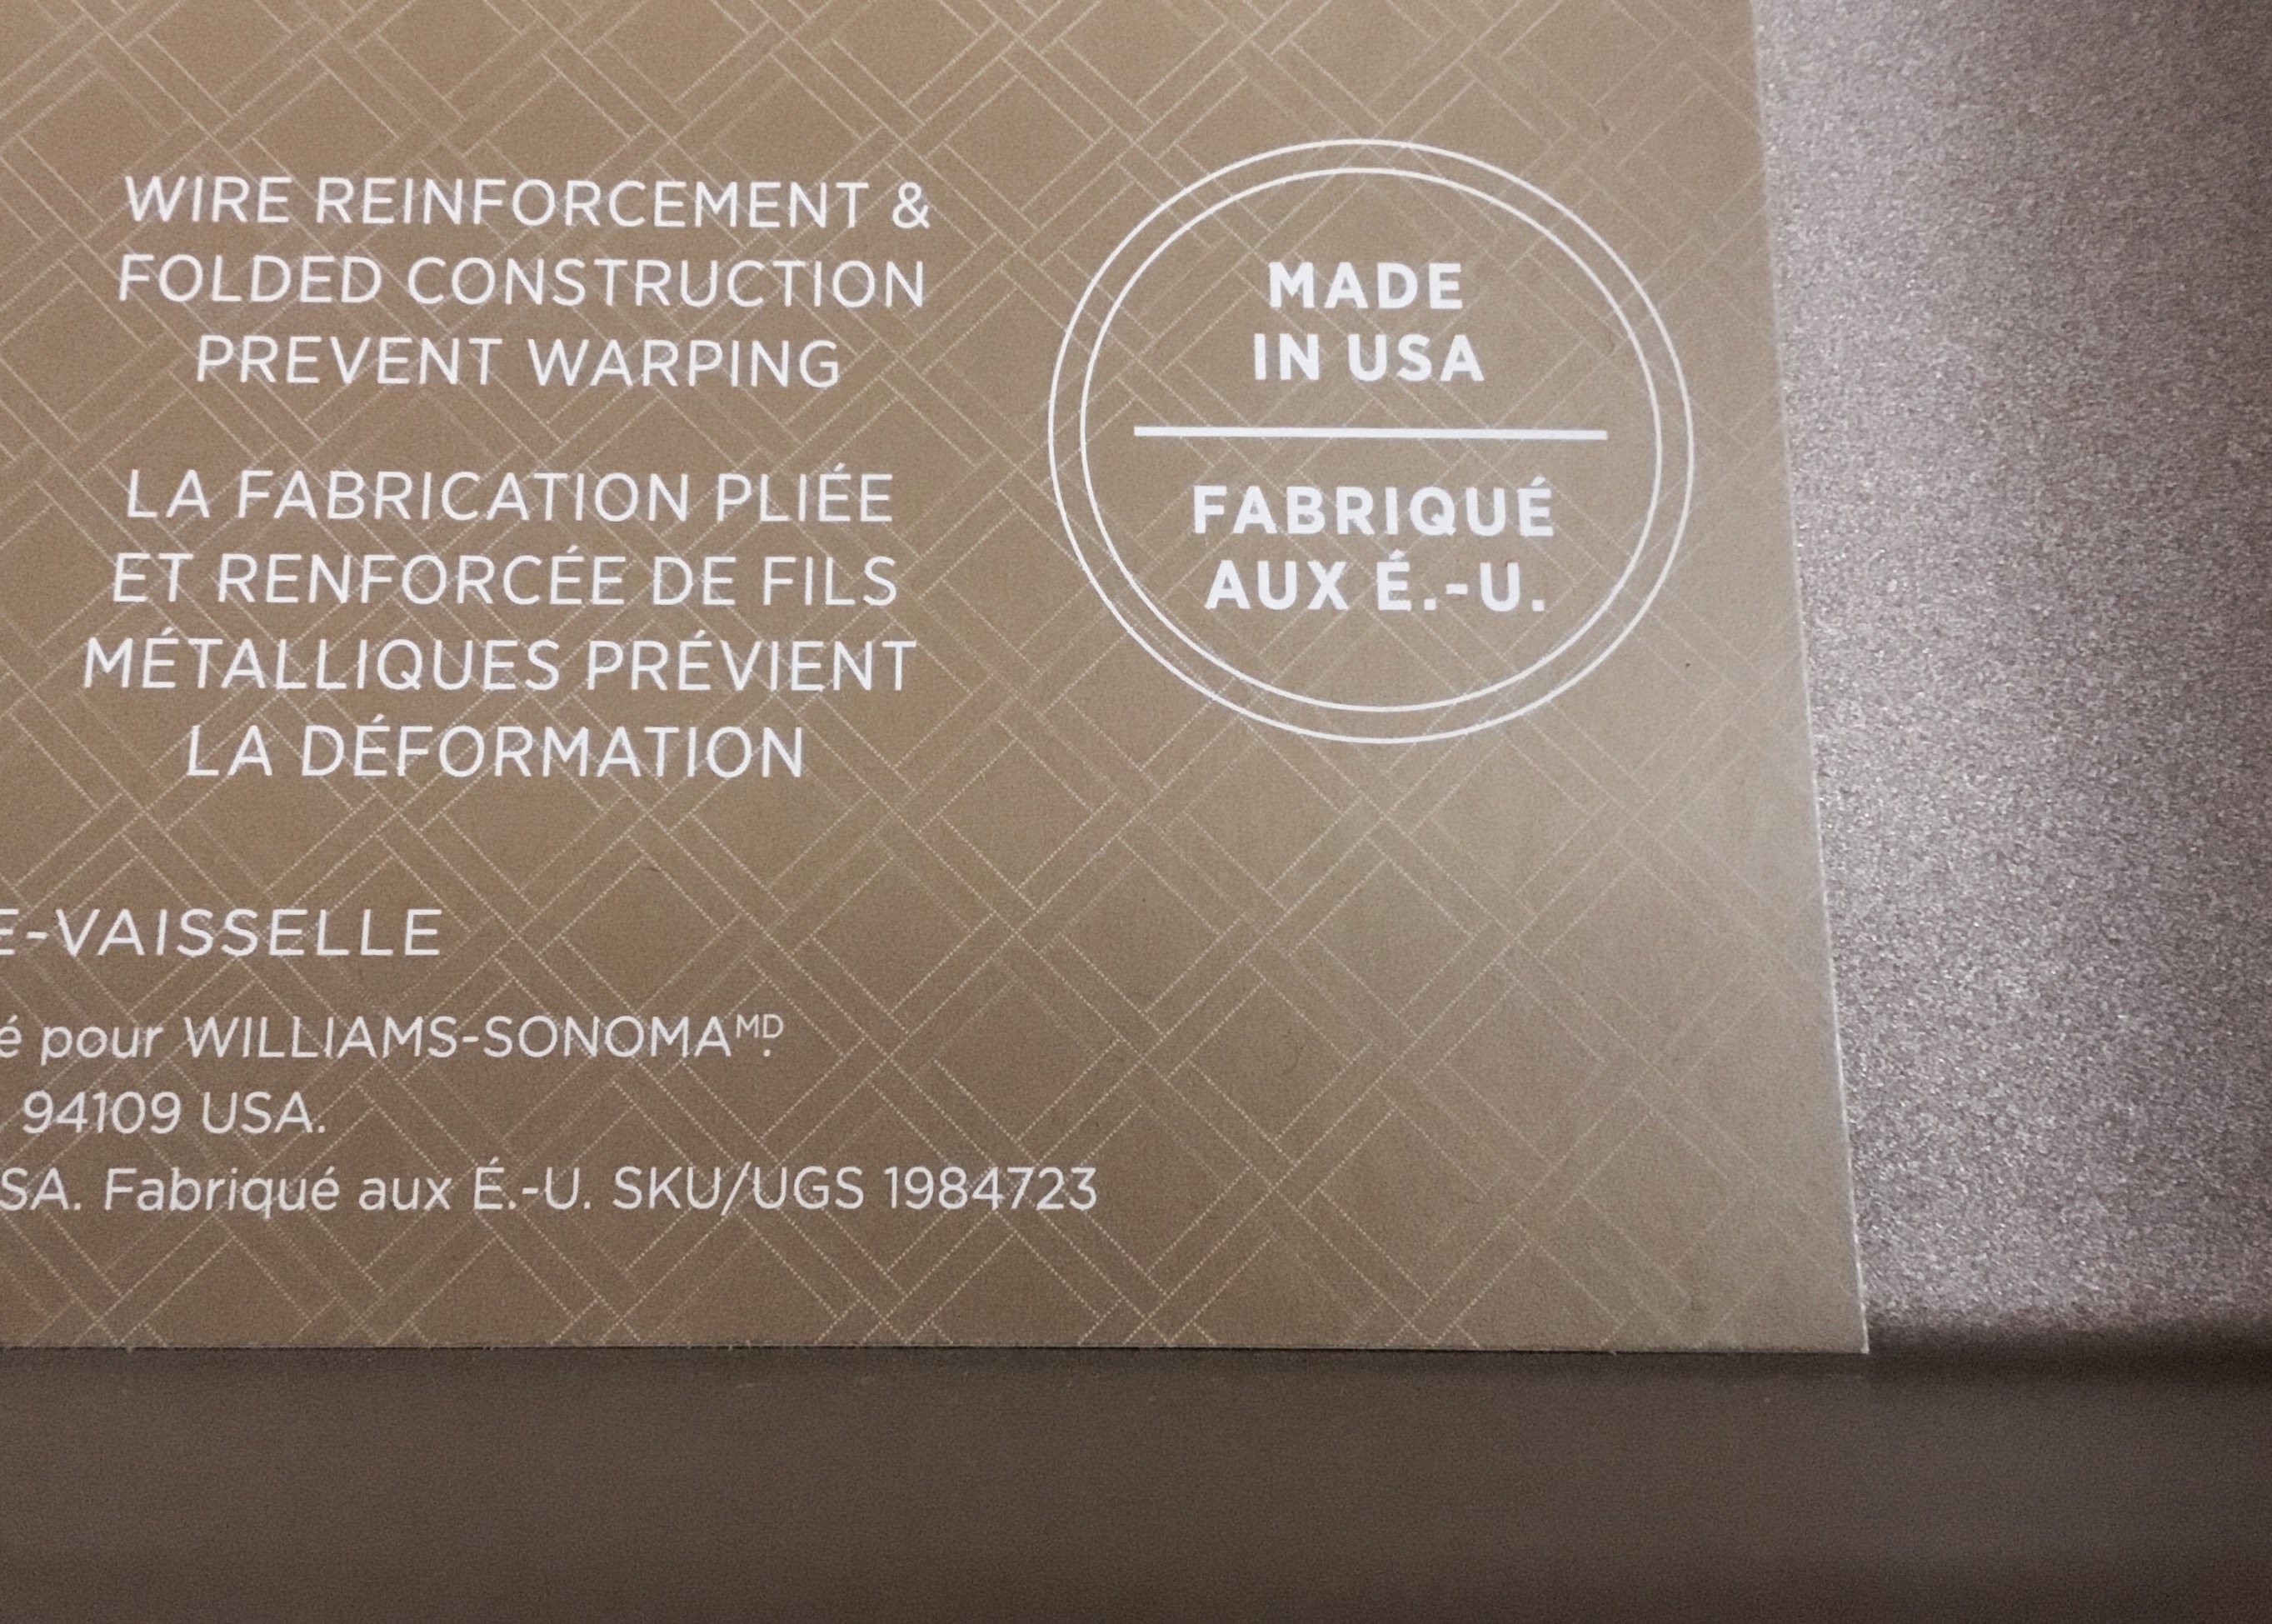 WIRE REINFORCEMENT &
FOLDED CONSTRUCTION
PREVENT WARPING
LA FABRICATION PLIÉE
ET RENFORCÉE DE FILS
MÉTALLIQUES PRÉVIENT
LA DÉFORMATION
MADE
IN USA
FABRIQUÉ
AUX É.-U.
E-VAISSELLE
é pour WILLIAMS-SONOMAᴹᴰ.
94109 USA.
SA. Fabriqué aux É.-U. SKU/UGS 1984723